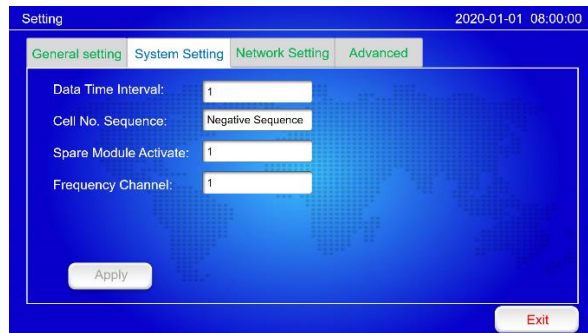 Setting 2020-01-01 08:00:00
General setting System Setting Network Setting Advanced
Data Time Interval: 1
Cell No. Sequence: Negative Sequence
Spare Module Activate: 1
Frequency Channel: 1
Apply
Exit